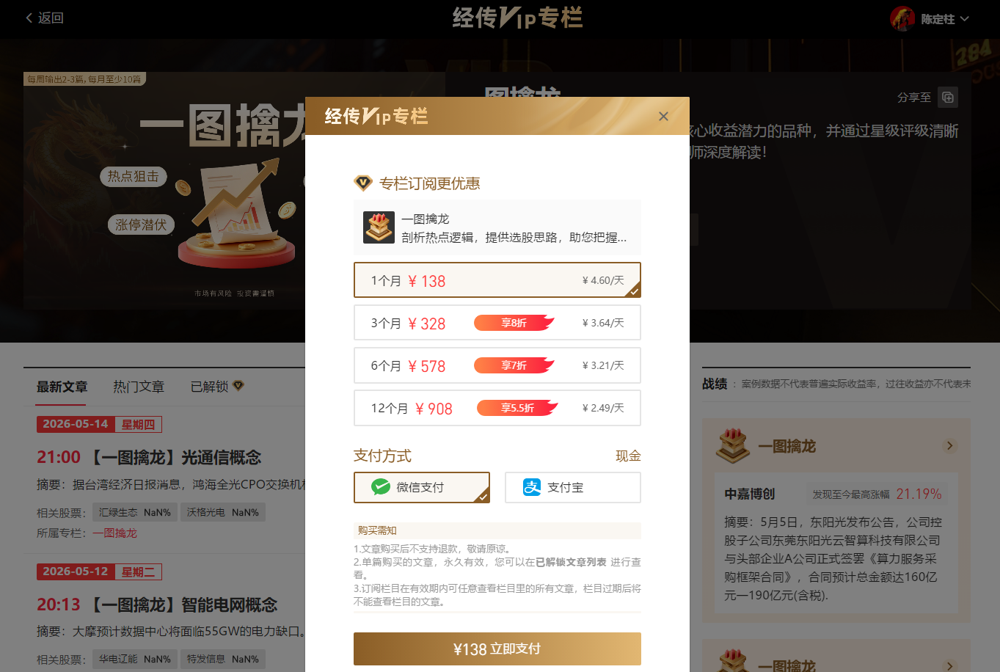 返回
经传VIP专栏
陈定柱
284
每周输出2-3篇,每月至少10篇
一图擒龙
热点狙击
涨停潜伏
市场有风险 投资需谨慎
图擒龙
分享至
核心收益潜力的品种，并通过星级评级清晰
师深度解读!
经传VIP专栏
专栏订阅更优惠
一图擒龙
剖析热点逻辑，提供选股思路，助您把握...
1个月 ¥ 138 ¥ 4.60/天
3个月 ¥ 328 享8折 ¥ 3.64/天
6个月 ¥ 578 享7折 ¥ 3.21/天
12个月 ¥ 908 享5.5折 ¥ 2.49/天
支付方式 现金
微信支付 支付宝
购买需知
1.文章购买后不支持退款，敬请原谅。
2.单篇购买的文章，永久有效，您可以在已解锁文章列表 进行查
看。
3.订阅栏目在有效期内可任意查看栏目里的所有文章，栏目过期后将
不能查看栏目的文章。
¥138 立即支付
最新文章 热门文章 已解锁
2026-05-14 星期四
21:00 【一图擒龙】光通信概念
摘要：据台湾经济日报消息，鸿海全光CPO交换机
相关股票： 汇绿生态 NaN% 沃格光电 NaN%
所属专栏：一图擒龙
2026-05-12 星期二
20:13 【一图擒龙】智能电网概念
摘要：大摩预计数据中心将面临55GW的电力缺口。
相关股票： 华电辽能 NaN% 特发信息 NaN%
战绩 ：案例数据不代表普遍实际收益率，过往收益亦不代表未
一图擒龙
中嘉博创 发现至今最高涨幅 21.19%
摘要：5月5日，东阳光发布公告，公司控
股子公司东莞东阳光云智算科技有限公司
与头部企业A公司正式签署《算力服务采
购框架合同》，合同预计总金额达160亿
元—190亿元(含税).
一图擒龙